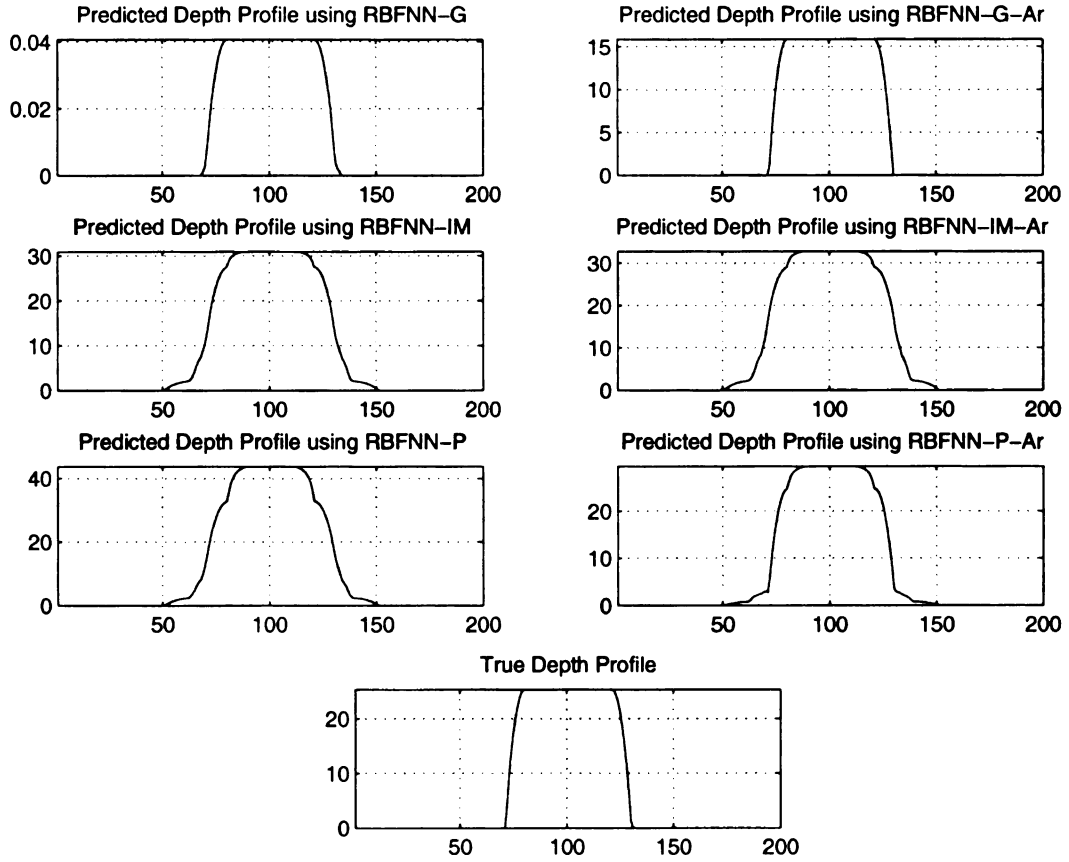 Predicted Depth Profile using RBFNN-G
0.04
0.02
0
50 100 150 200
Predicted Depth Profile using RBFNN-G-Ar
15
10
5
0
50 100 150 200
Predicted Depth Profile using RBFNN-IM
30
20
10
0
50 100 150 200
Predicted Depth Profile using RBFNN-IM-Ar
30
20
10
0
50 100 150 200
Predicted Depth Profile using RBFNN-P
40
20
0
50 100 150 200
Predicted Depth Profile using RBFNN-P-Ar
20
10
0
50 100 150 200
True Depth Profile
20
10
0
50 100 150 200